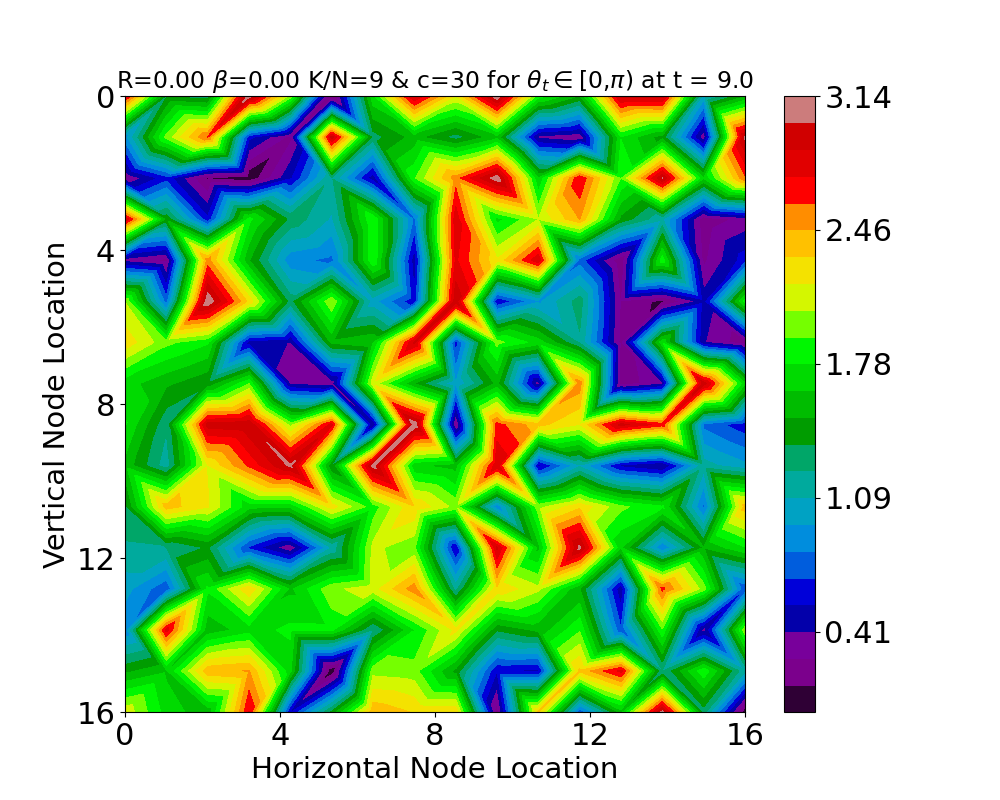 R=0.00 β=0.00 K/N=9 & c=30 for θₜ ∈ [0,π) at t = 9.0
0
4
8
12
16
Vertical Node Location
0 4 8 12 16
Horizontal Node Location
3.14
2.46
1.78
1.09
0.41